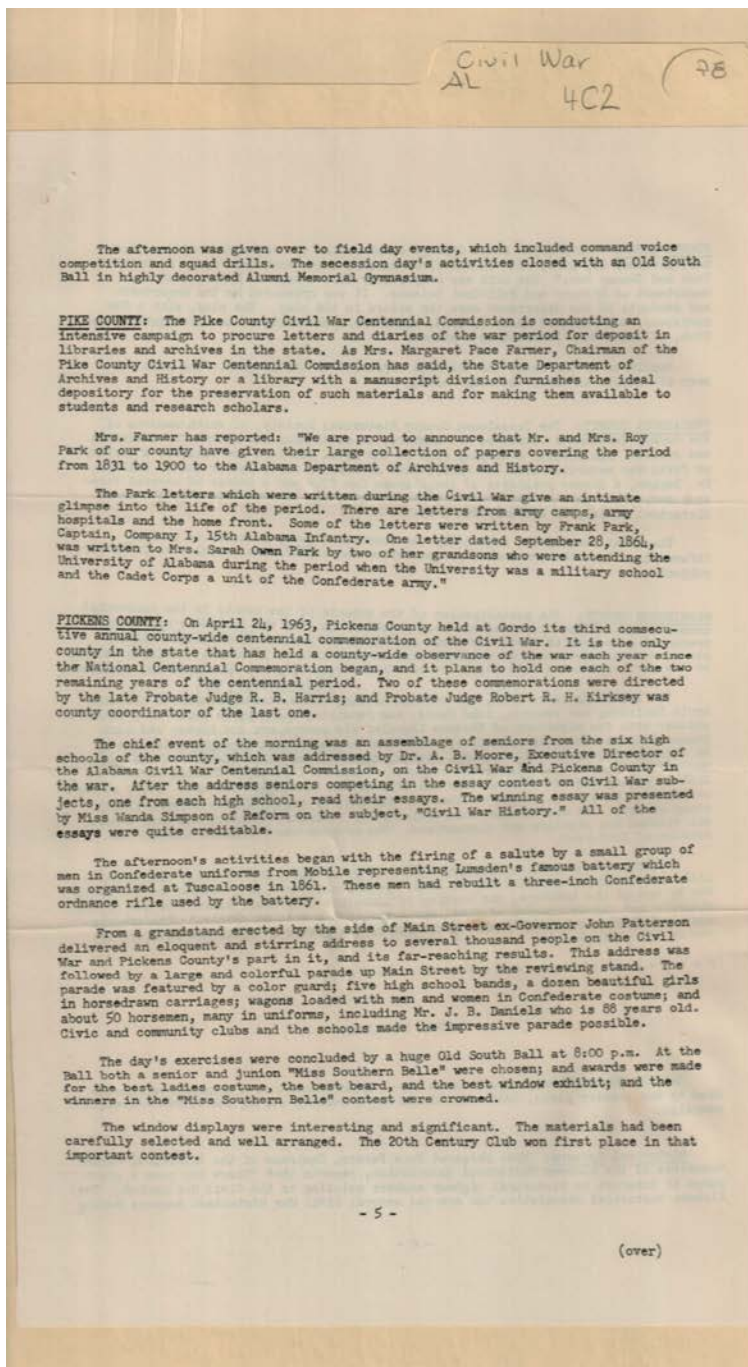 Civil War
AL
4C2
78
The afternoon was given over to field day events, which included command voice
competition and squad drills. The secession day's activities closed with an Old South
Ball in highly decorated Alumni Memorial Gymnasium.
PIKE COUNTY: The Pike County Civil War Centennial Commission is conducting an
intensive campaign to procure letters and diaries of the war period for deposit in
libraries and archives in the state. As Mrs. Margaret Pace Farmer, Chairman of the
Pike County Civil War Centennial Commission has said, the State Department of
Archives and History or a library with a manuscript division furnishes the ideal
depository for the preservation of such materials and for making them available to
students and research scholars.
Mrs. Farmer has reported: "We are proud to announce that Mr. and Mrs. Roy
Park of our county have given their large collection of papers covering the period
from 1831 to 1900 to the Alabama Department of Archives and History.
The Park letters which were written during the Civil War give an intimate
glimpse into the life of the period. There are letters from army camps, army
hospitals and the home front. Some of the letters were written by Frank Park,
Captain, Company I, 15th Alabama Infantry. One letter dated September 28, 1864,
was written to Mrs. Sarah Owen Park by two of her grandsons who were attending the
University of Alabama during the period when the University was a military school
and the Cadet Corps a unit of the Confederate army."
PICKENS COUNTY: On April 24, 1963, Pickens County held at Gordo its third comsecu-
tive annual county-wide centennial commemoration of the Civil War. It is the only
county in the state that has held a county-wide observance of the war each year since
the National Centennial Commemoration began, and it plans to hold one each of the two
remaining years of the centennial period. Two of these commemorations were directed
by the late Probate Judge R. B. Harris; and Probate Judge Robert R. H. Kirksey was
county coordinator of the last one.
The chief event of the morning was an assemblage of seniors from the six high
schools of the county, which was addressed by Dr. A. B. Moore, Executive Director of
the Alabama Civil War Centennial Commission, on the Civil War and Pickens County in
the war. After the address seniors competing in the essay contest on Civil War sub-
jects, one from each high school, read their essays. The winning essay was presented
by Miss Wanda Simpson of Reform on the subject, "Civil War History." All of the
essays were quite creditable.
The afternoon's activities began with the firing of a salute by a small group of
men in Confederate uniforms from Mobile representing Lumsden's famous battery which
was organized at Tuscaloose in 1861. These men had rebuilt a three-inch Confederate
ordnance rifle used by the battery.
From a grandstand erected by the side of Main Street ex-Governor John Patterson
delivered an eloquent and stirring address to several thousand people on the Civil
War and Pickens County's part in it, and its far-reaching results. This address was
followed by a large and colorful parade up Main Street by the reviewing stand. The
parade was featured by a color guard; five high school bands, a dozen beautiful girls
in horsedrawn carriages; wagons loaded with men and women in Confederate costume; and
about 50 horsemen, many in uniforms, including Mr. J. B. Daniels who is 88 years old.
Civic and community clubs and the schools made the impressive parade possible.
The day's exercises were concluded by a huge Old South Ball at 8:00 p.m. At the
Ball both a senior and junion "Miss Southern Belle" were chosen; and awards were made
for the best ladies costume, the best beard, and the best window exhibit; and the
winners in the "Miss Southern Belle" contest were crowned.
The window displays were interesting and significant. The materials had been
carefully selected and well arranged. The 20th Century Club won first place in that
important contest.
- 5 -
(over)